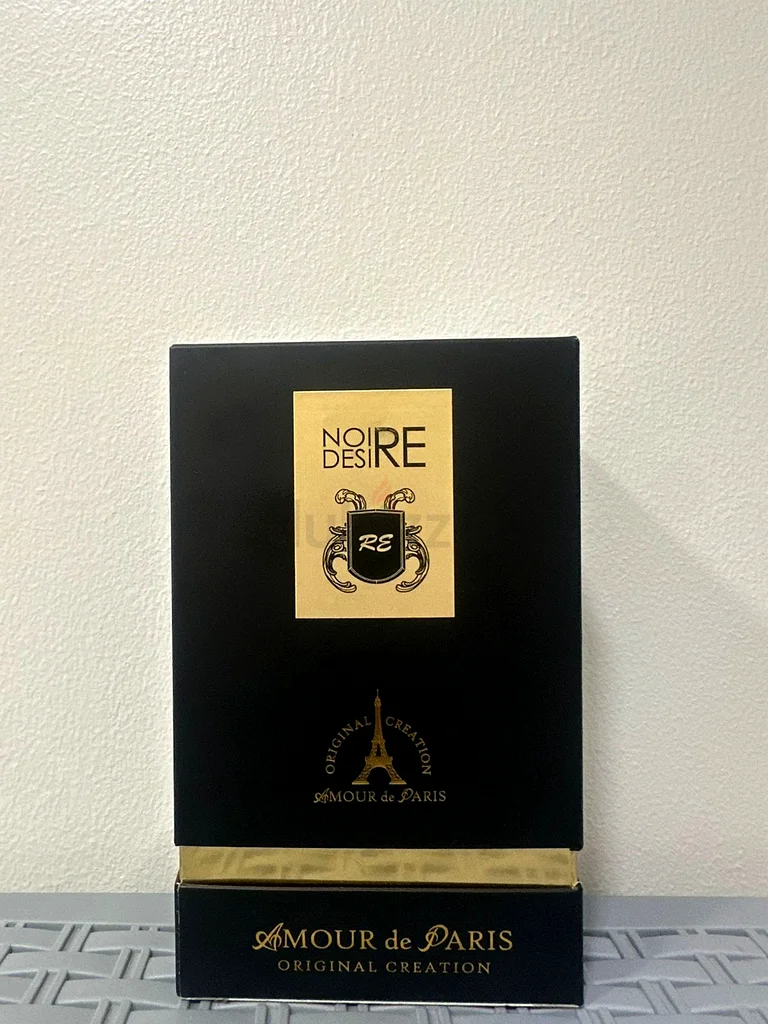 NOIRE
DESIRE
RE
ORIGINAL CREATION
AMOUR de PARIS
AMOUR de PARIS
ORIGINAL CREATION